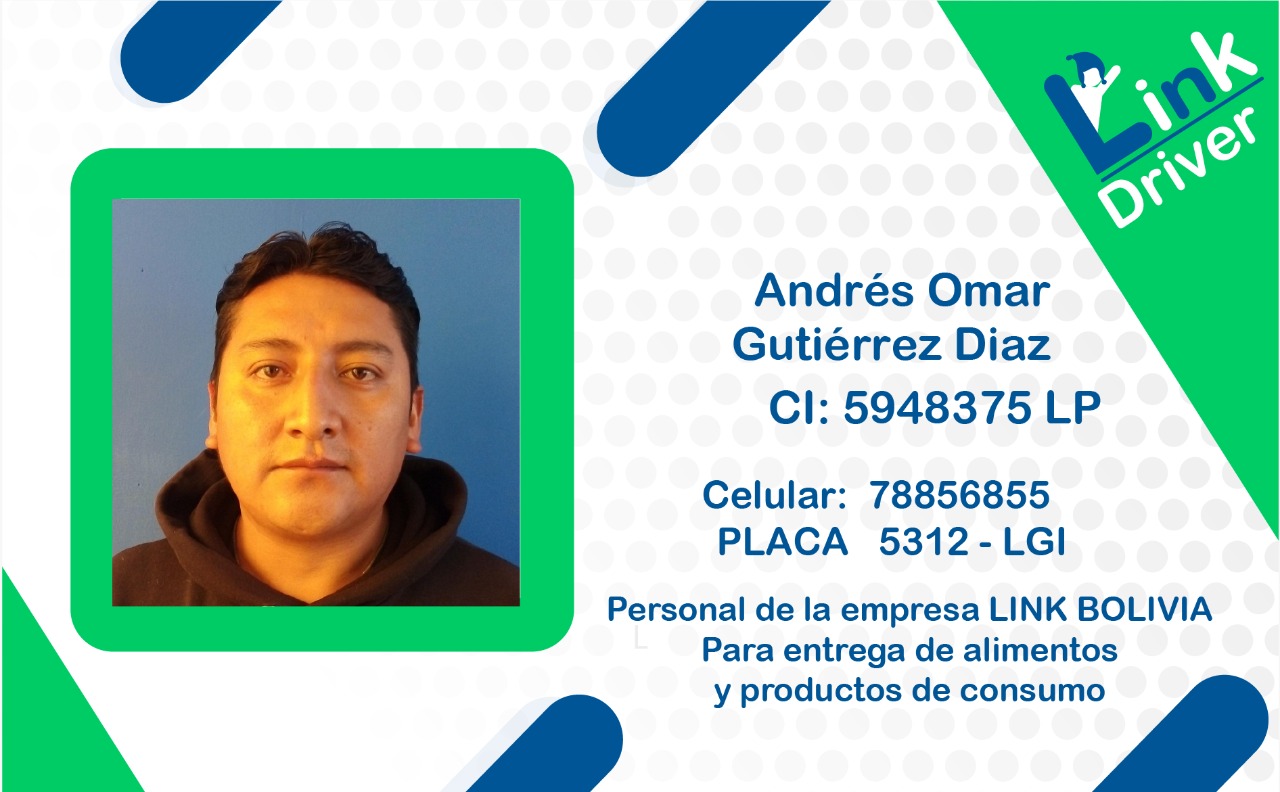 Link
Driver
Andrés Omar
Gutiérrez Diaz
CI: 5948375 LP
Celular: 78856855
PLACA 5312 - LGI
Personal de la empresa LINK BOLIVIA
L
Para entrega de alimentos
y productos de consumo